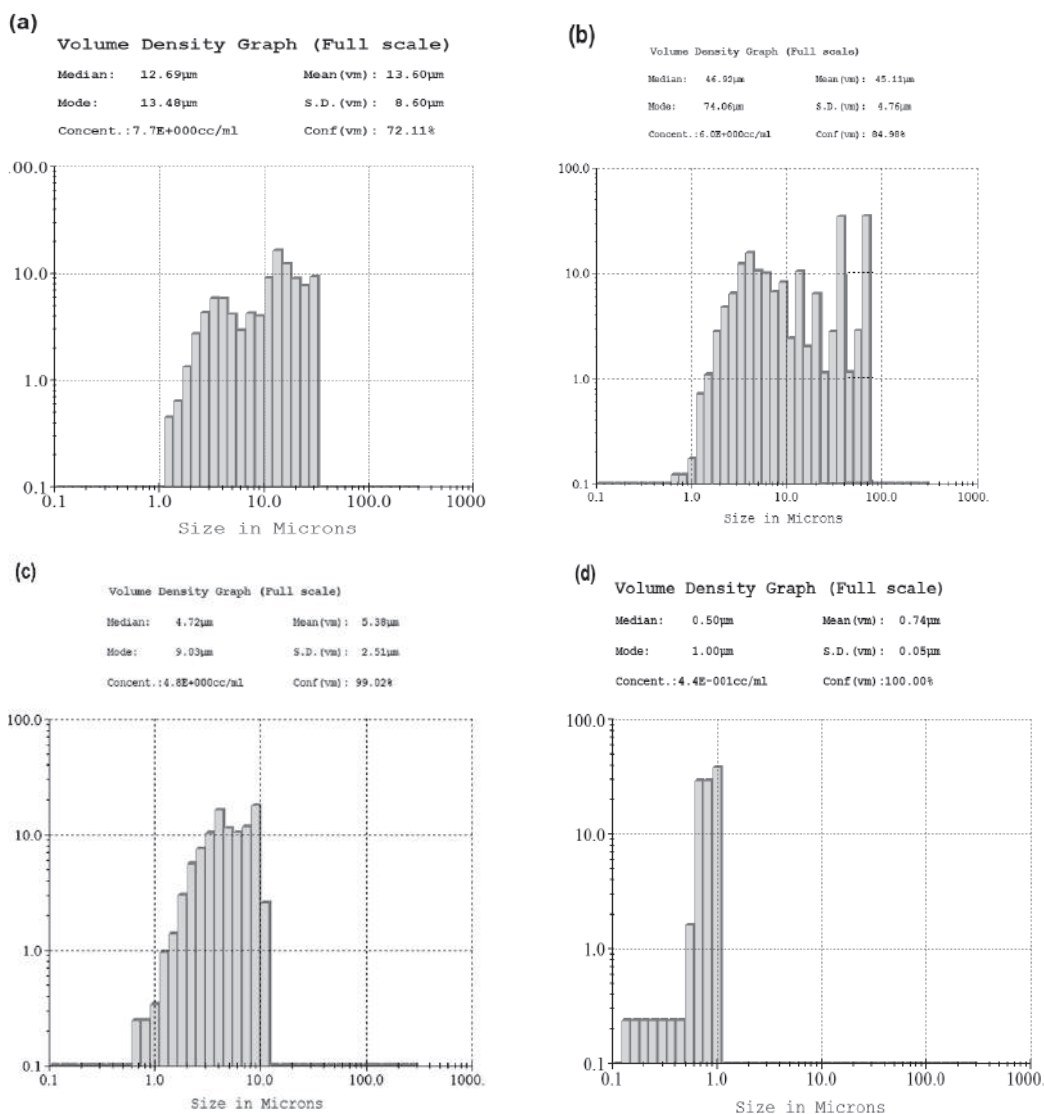 (a)
Volume Density Graph (Full scale)
Median: 12.69µm Mean(vm): 13.60µm
Mode: 13.48µm S.D.(vm): 8.60µm
Concent.:7.7E+000cc/ml Conf(vm): 72.11%
.00.0
10.0
1.0
0.1
0.1 1.0 10.0 100.0 1000
Size in Microns
(b)
Volume Density Graph (Full scale)
Median: 46.92µm Mean(vm): 45.11µm
Mode: 74.06µm S.D.(vm): 4.76µm
Concent.:6.0E+000cc/ml Conf(vm): 84.98%
100.0
10.0
1.0
0.1
0.1 1.0 10.0 100.0 1000.
Size in Microns
(c)
Volume Density Graph (Full scale)
Median: 4.72µm Mean(vm): 5.38µm
Mode: 9.03µm S.D.(vm): 2.51µm
Concent.:4.8E+000cc/ml Conf(vm): 99.02%
100.0
10.0
1.0
0.1
0.1 1.0 10.0 100.0 1000.
Size in Microns
(d)
Volume Density Graph (Full scale)
Median: 0.50µm Mean(vm): 0.74µm
Mode: 1.00µm S.D.(vm): 0.05µm
Concent.:4.4E-001cc/ml Conf(vm):100.00%
100.0
10.0
1.0
0.1
0.1 1.0 10.0 100.0 1000.
Size in Microns